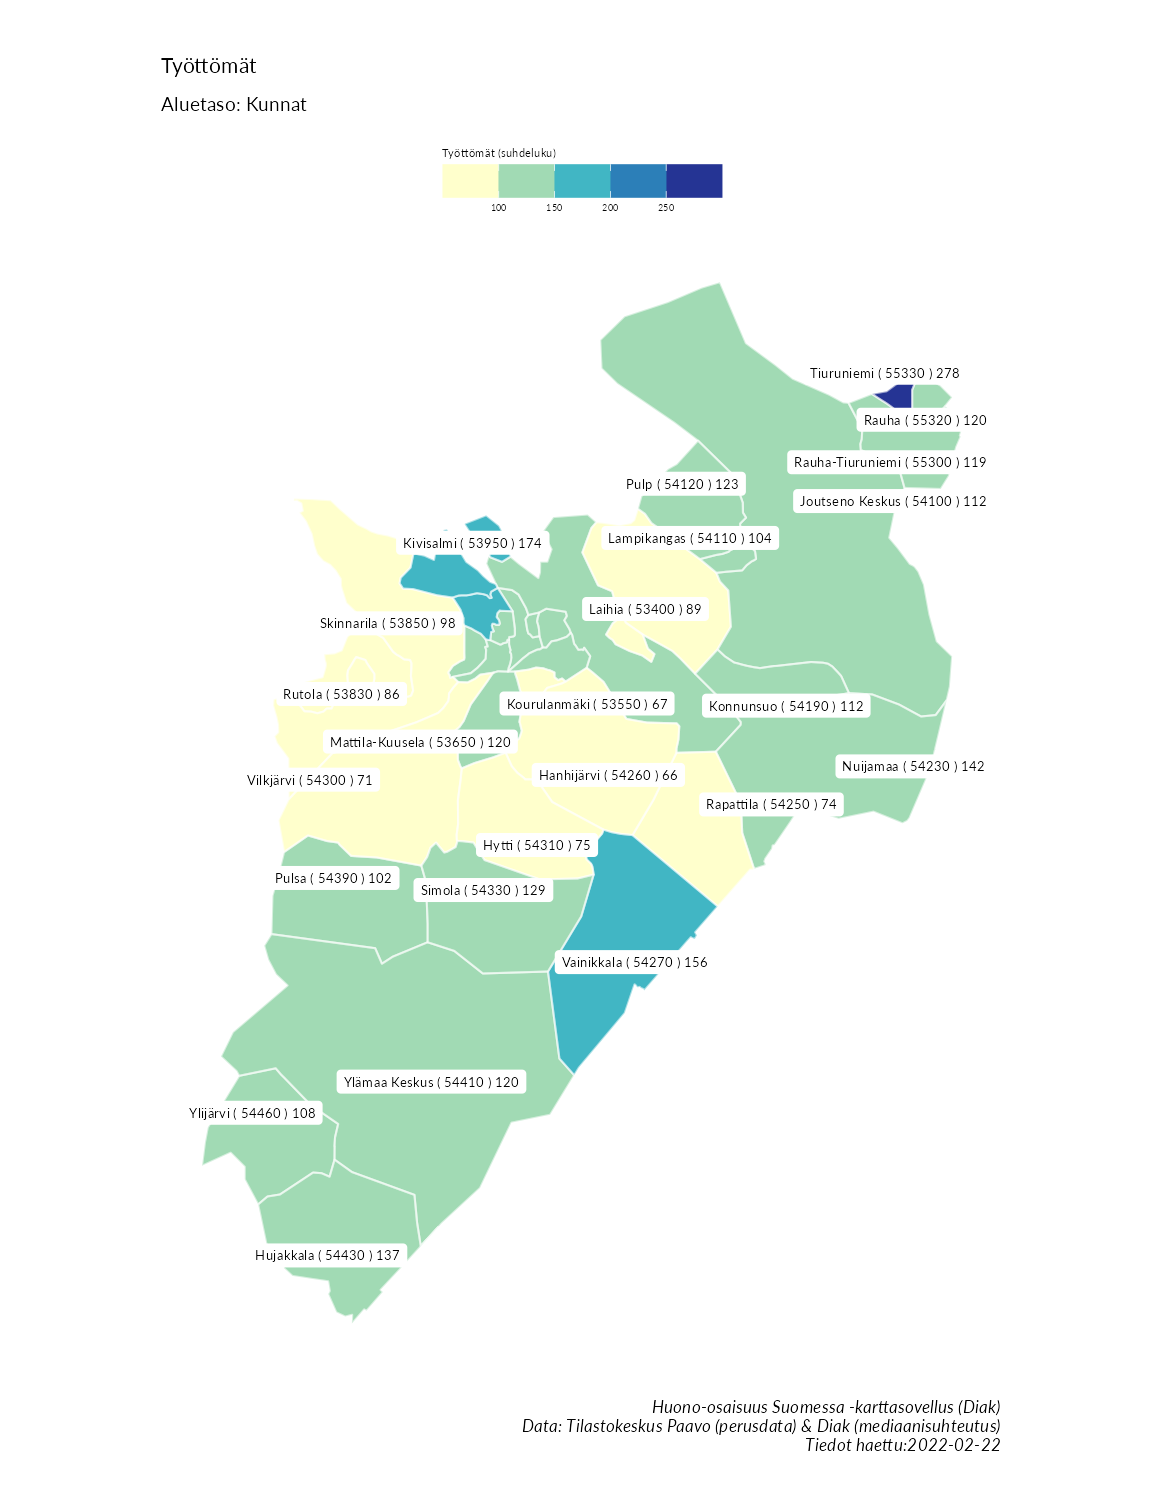 Työttömät
Aluetaso: Kunnat
Työttömät (suhdeluku)
100 150 200 250
Tiuruniemi ( 55330 ) 278
Rauha ( 55320 ) 120
Rauha-Tiuruniemi ( 55300 ) 119
Pulp ( 54120 ) 123
Joutseno Keskus ( 54100 ) 112
Lampikangas ( 54110 ) 104
Kivisalmi ( 53950 ) 174
Laihia ( 53400 ) 89
Skinnarila ( 53850 ) 98
Rutola ( 53830 ) 86
Kourulanmäki ( 53550 ) 67
Konnunsuo ( 54190 ) 112
Mattila-Kuusela ( 53650 ) 120
Nuijamaa ( 54230 ) 142
Hanhijärvi ( 54260 ) 66
Vilkjärvi ( 54300 ) 71
Rapattila ( 54250 ) 74
Hytti ( 54310 ) 75
Pulsa ( 54390 ) 102
Simola ( 54330 ) 129
Vainikkala ( 54270 ) 156
Ylämaa Keskus ( 54410 ) 120
Ylijärvi ( 54460 ) 108
Hujakkala ( 54430 ) 137
Huono-osaisuus Suomessa -karttasovellus (Diak)
Data: Tilastokeskus Paavo (perusdata) & Diak (mediaanisuhteutus)
Tiedot haettu:2022-02-22